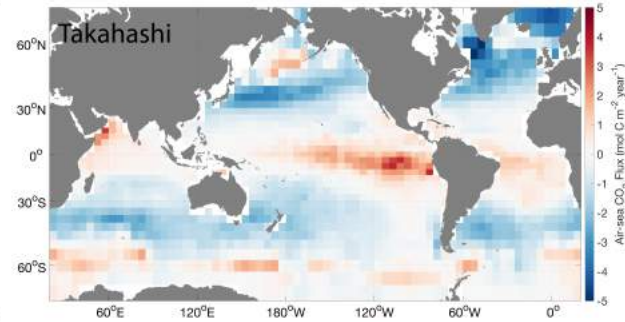 Takahashi
60°N
30°N
0°
30°S
60°S
60°E
120°E
180°W
120°W
60°W
0°
5
4
3
2
1
0
-1
-2
-3
-4
-5
Air-sea CO₂ Flux (mol C m⁻² year⁻¹)